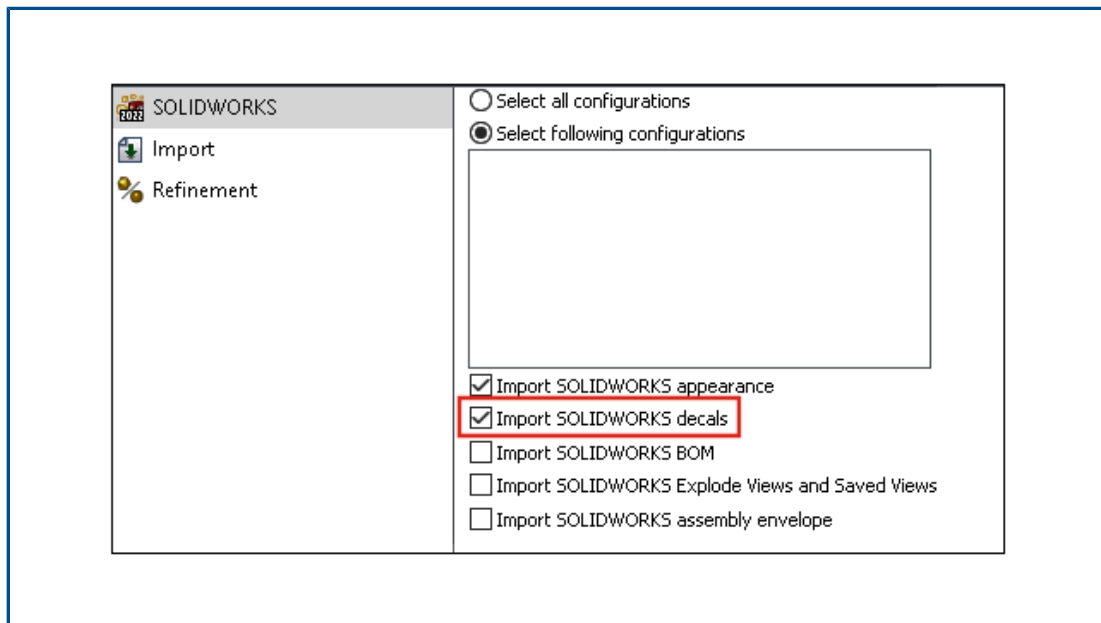 SOLIDWORKS
Import
Refinement
Select all configurations
Select following configurations
Import SOLIDWORKS appearance
Import SOLIDWORKS decals
Import SOLIDWORKS BOM
Import SOLIDWORKS Explode Views and Saved Views
Import SOLIDWORKS assembly envelope
2022